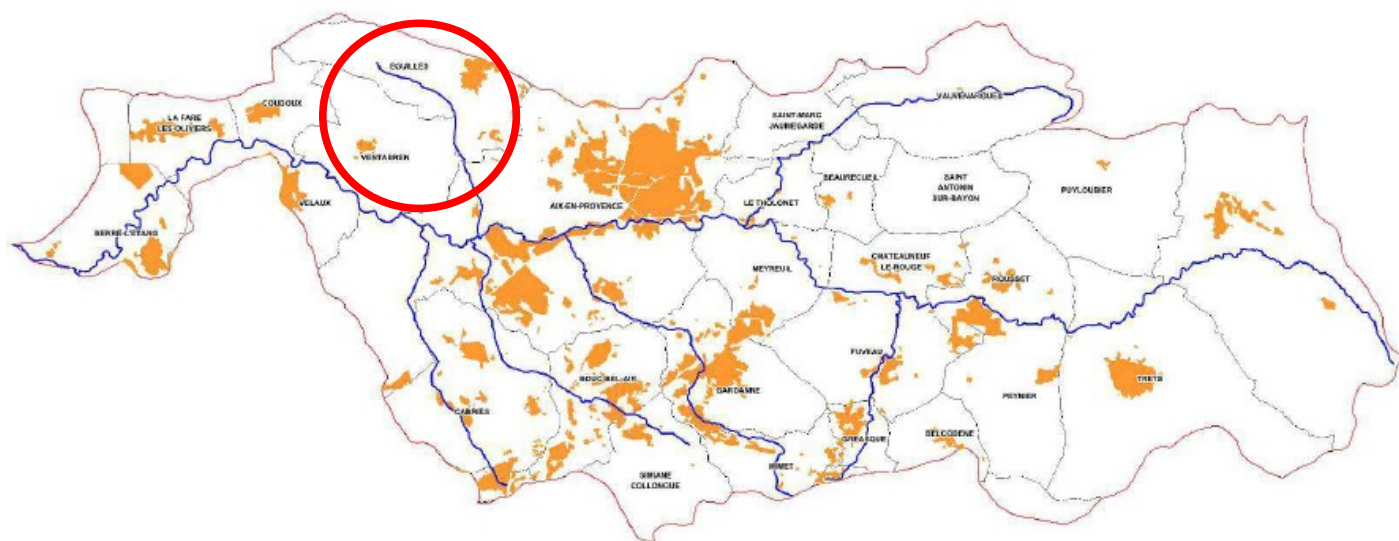 EGUILLES
COUDOUX
LA FARE
LES OLIVIERS
VENTABREN
VELAUX
BERRE-L'ETANG
AIX-EN-PROVENCE
SAINT-MARC
JAUMEGARDE
VAUVENARGUES
LE THOLONET
BEAURECUEIL
SAINT
ANTONIN
SUR-BAYON
PUYLOUBIER
MEYREUIL
CHATEAUNEUF
LE-ROUGE
ROUSSET
FUVEAU
BOUC-BEL-AIR
GARDANNE
CABRIÈS
PEYNIER
TRETS
GREASQUE
BELCODENE
MIMET
SIMIANE
COLLONGUE